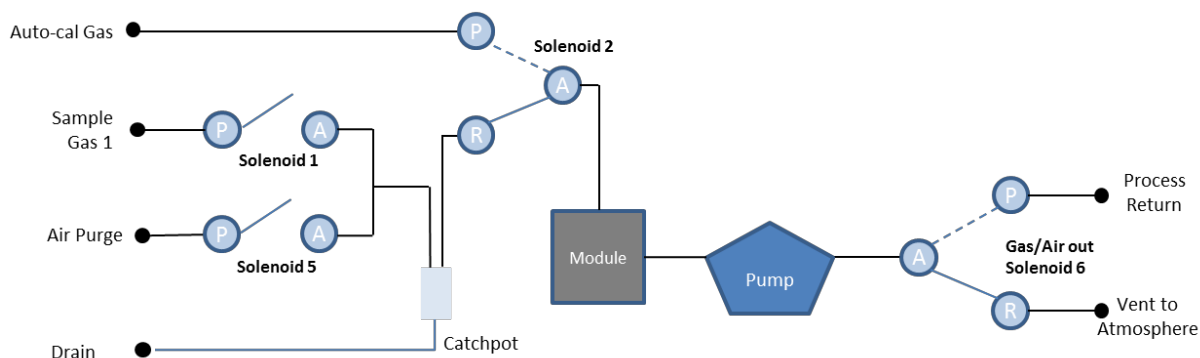 Auto-cal Gas
P
Solenoid 2
A
Sample
Gas 1
P
A
R
Solenoid 1
Air Purge
P
A
Solenoid 5
Module
Pump
A
P
Process
Return
Gas/Air out
Solenoid 6
R
Vent to
Atmosphere
Catchpot
Drain